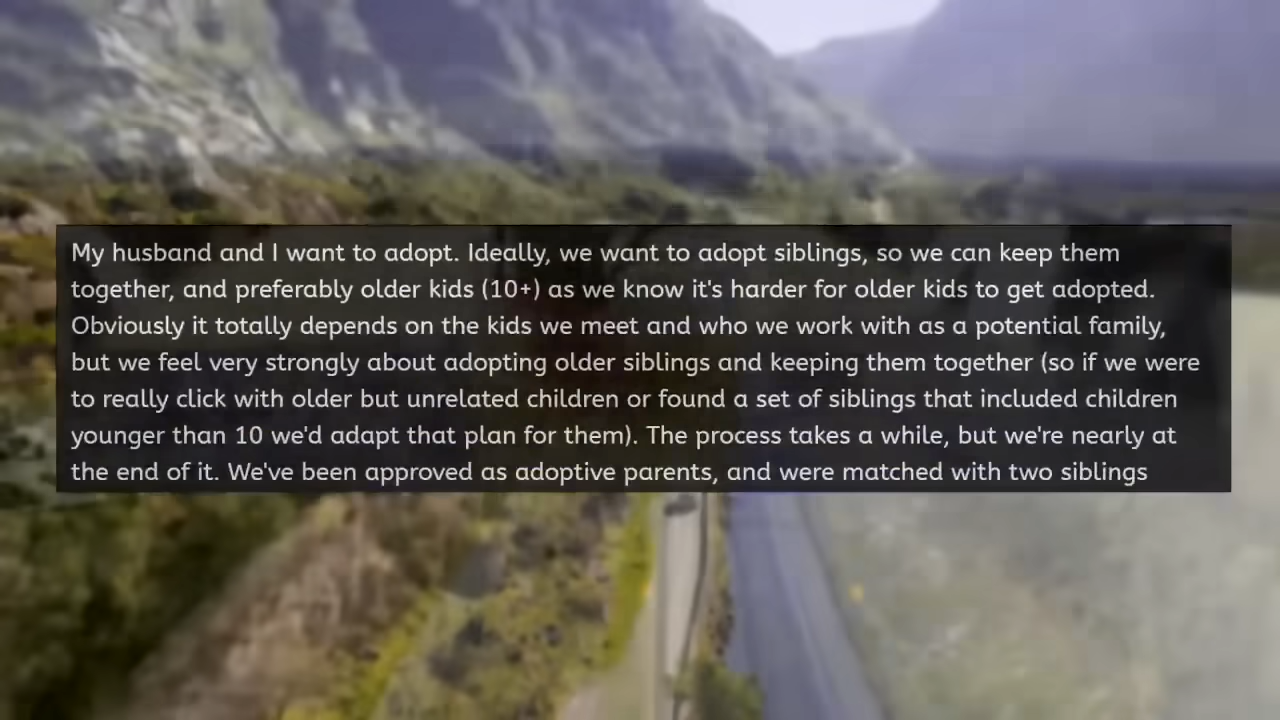 My husband and I want to adopt. Ideally, we want to adopt siblings, so we can keep them
together, and preferably older kids (10+) as we know it's harder for older kids to get adopted.
Obviously it totally depends on the kids we meet and who we work with as a potential family,
but we feel very strongly about adopting older siblings and keeping them together (so if we were
to really click with older but unrelated children or found a set of siblings that included children
younger than 10 we'd adapt that plan for them). The process takes a while, but we're nearly at
the end of it. We've been approved as adoptive parents, and were matched with two siblings